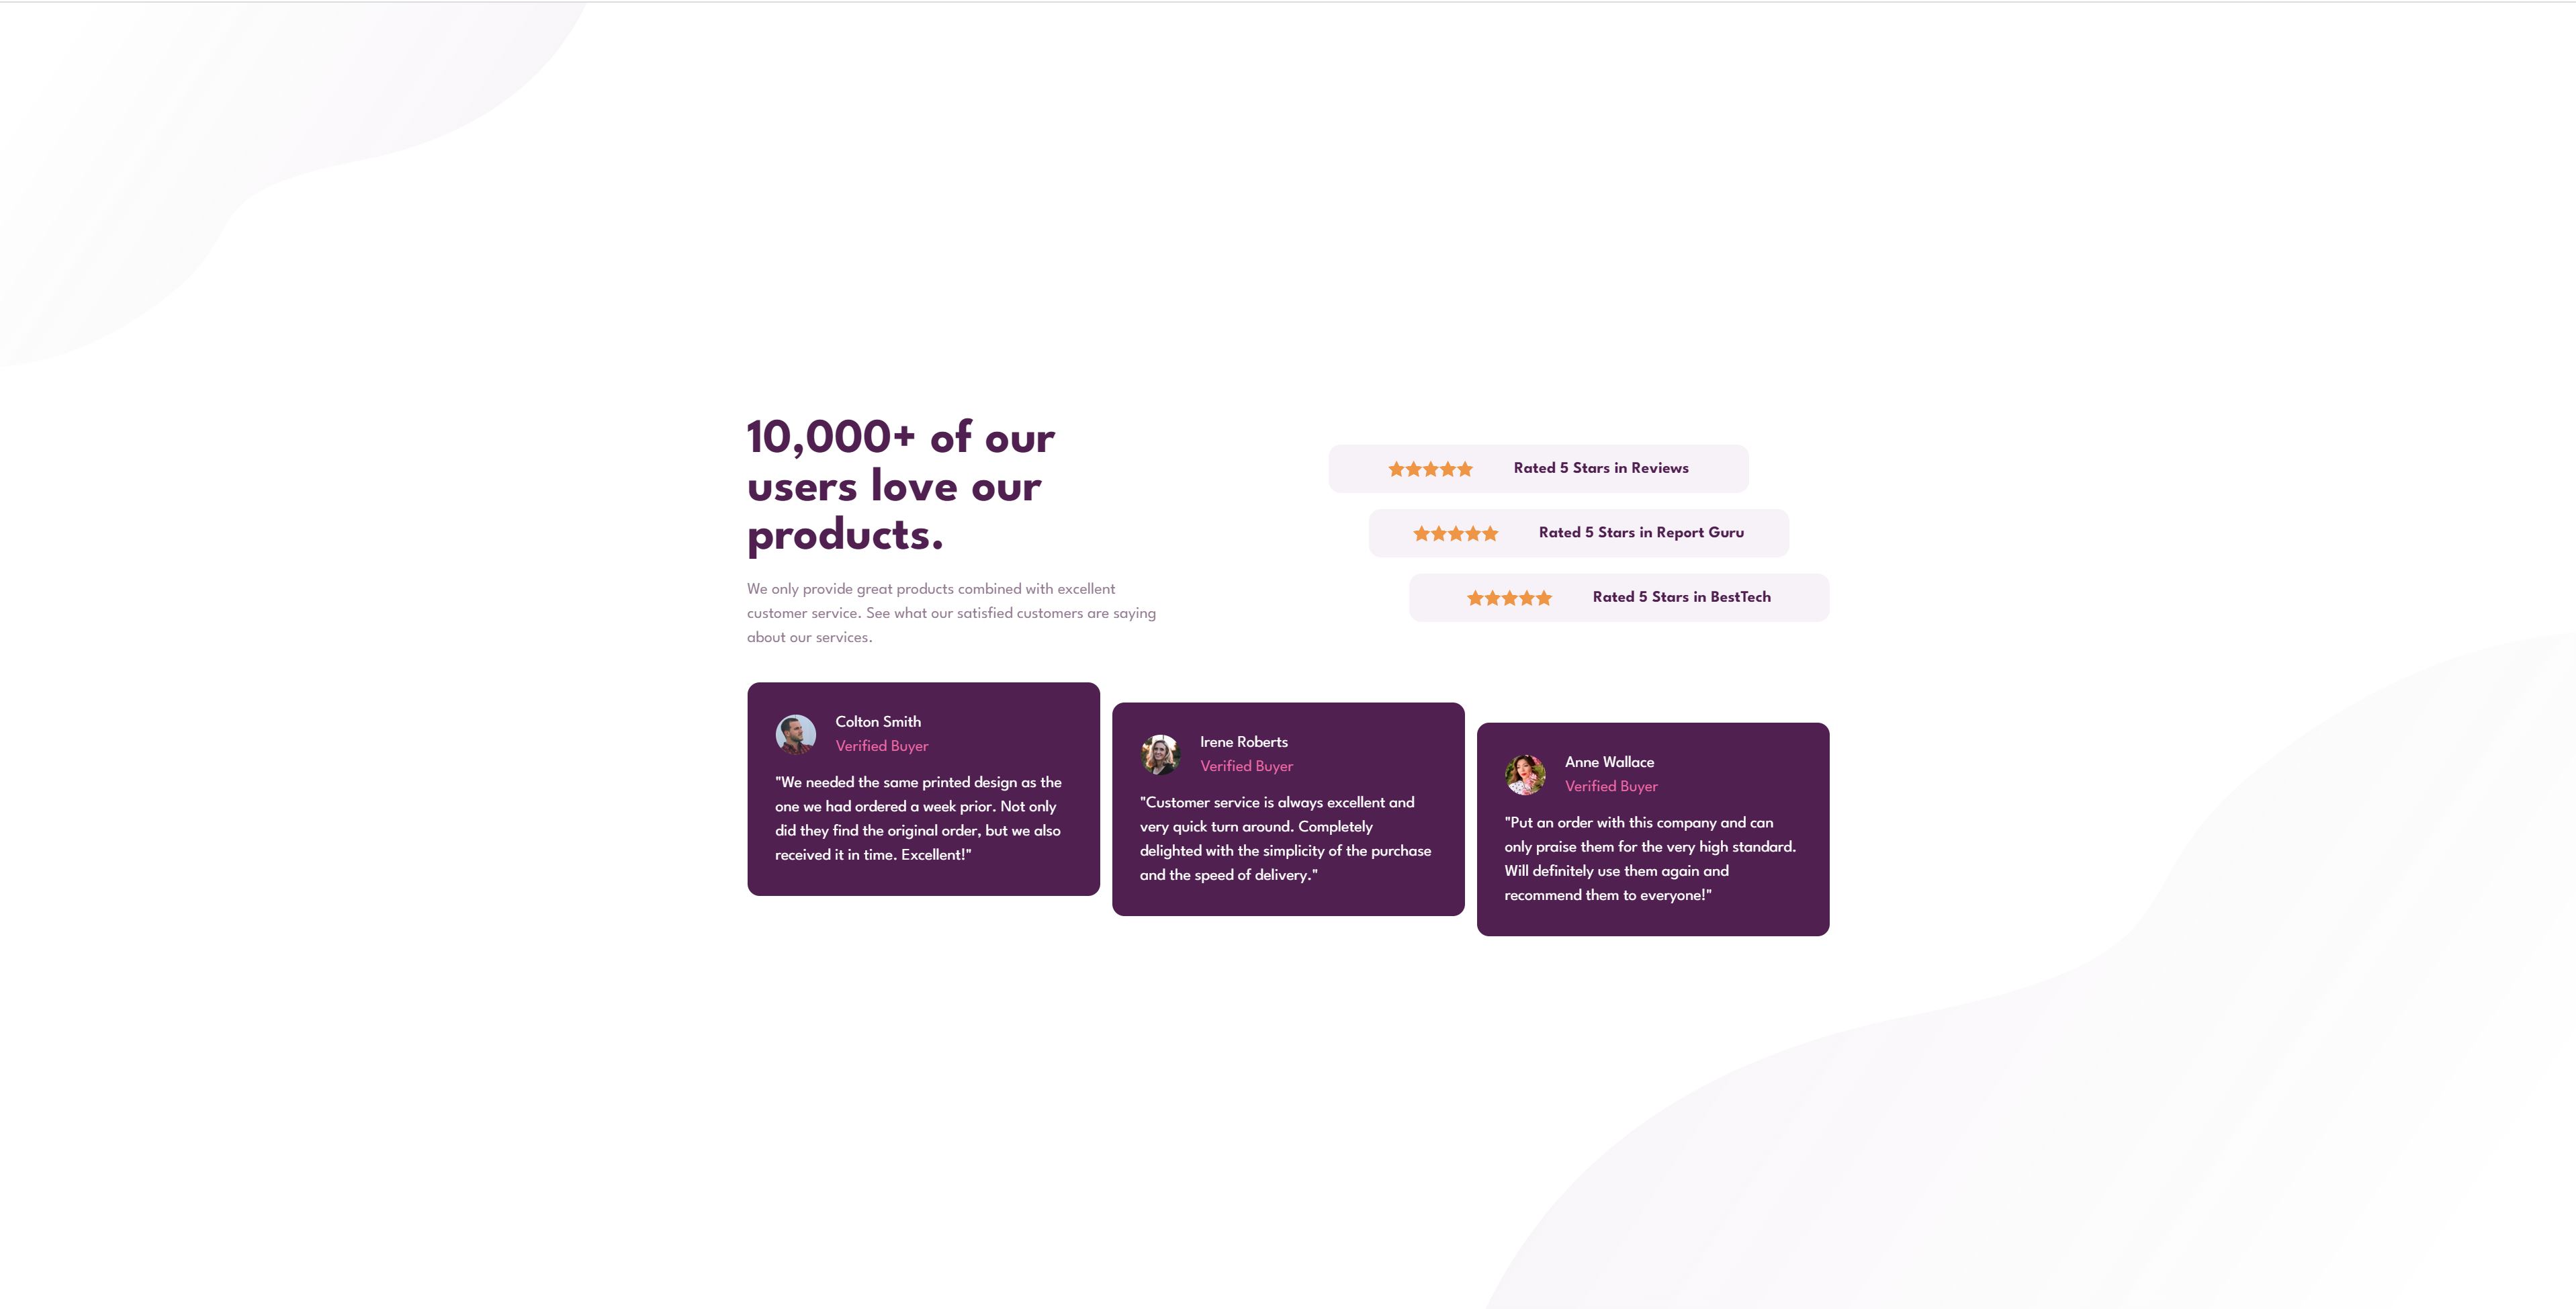 10,000+ of our
users love our
products.
We only provide great products combined with excellent
customer service. See what our satisfied customers are saying
about our services.
Rated 5 Stars in Reviews
Rated 5 Stars in Report Guru
Rated 5 Stars in BestTech
Colton Smith
Verified Buyer
"We needed the same printed design as the
one we had ordered a week prior. Not only
did they find the original order, but we also
received it in time. Excellent!"
Irene Roberts
Verified Buyer
"Customer service is always excellent and
very quick turn around. Completely
delighted with the simplicity of the purchase
and the speed of delivery."
Anne Wallace
Verified Buyer
"Put an order with this company and can
only praise them for the very high standard.
Will definitely use them again and
recommend them to everyone!"